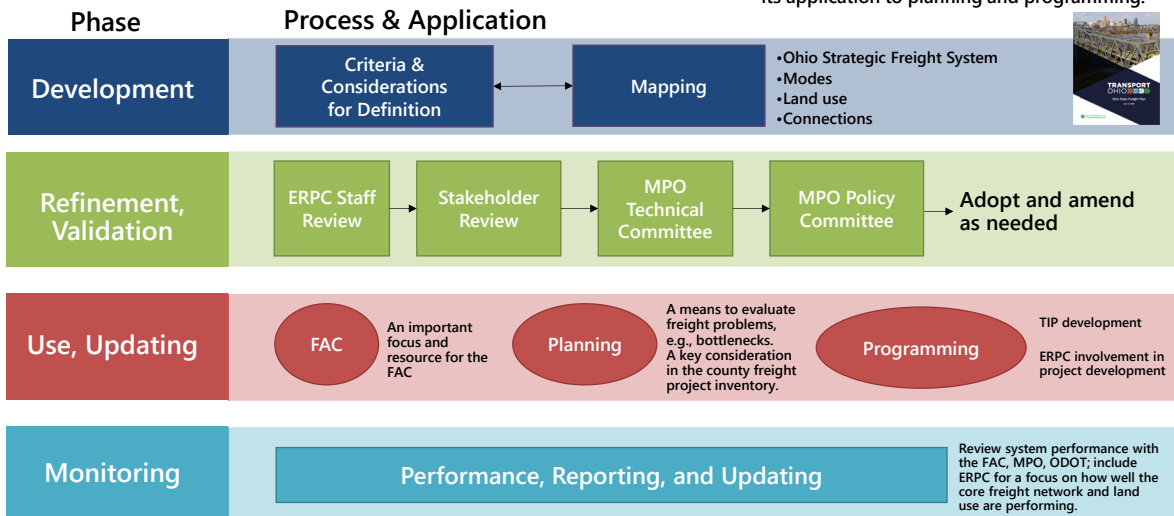 its application to planning and programming.
Phase
Process & Application
Development
Criteria &
Considerations
for Definition
Mapping
•Ohio Strategic Freight System
•Modes
•Land use
•Connections
TRANSPORT
OHIO
Ohio State Freight Plan
Refinement,
Validation
ERPC Staff
Review
Stakeholder
Review
MPO
Technical
Committee
MPO Policy
Committee
Adopt and amend
as needed
Use, Updating
FAC
An important
focus and
resource for the
FAC
Planning
A means to evaluate
freight problems,
e.g., bottlenecks.
A key consideration
in the county freight
project inventory.
Programming
TIP development
ERPC involvement in
project development
Monitoring
Performance, Reporting, and Updating
Review system performance with
the FAC, MPO, ODOT; include
ERPC for a focus on how well the
core freight network and land
use are performing.